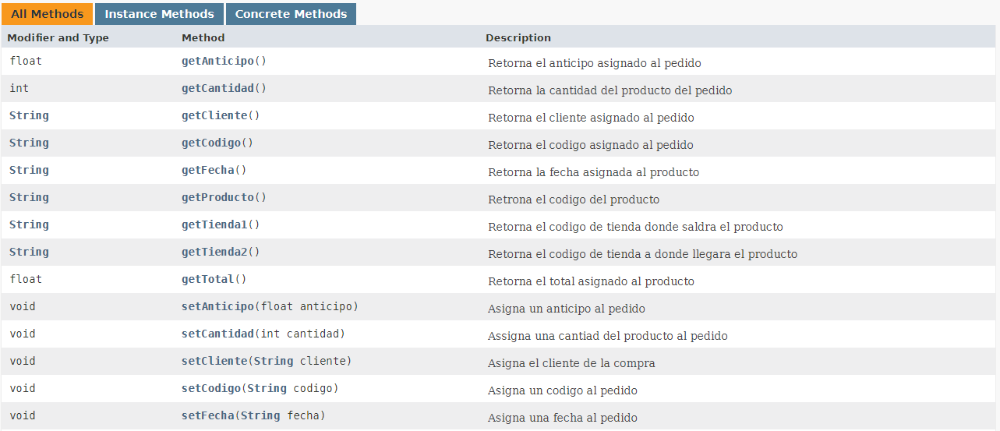 All Methods Instance Methods Concrete Methods
Modifier and Type Method Description
float getAnticipo() Retorna el anticipo asignado al pedido
int getCantidad() Retorna la cantidad del producto del pedido
String getCliente() Retorna el cliente asignado al pedido
String getCodigo() Retorna el codigo asignado al pedido
String getFecha() Retorna la fecha asignada al producto
String getProducto() Retrona el codigo del producto
String getTienda1() Retorna el codigo de tienda donde saldra el producto
String getTienda2() Retorna el codigo de tienda a donde llegara el producto
float getTotal() Retorna el total asignado al producto
void setAnticipo(float anticipo) Asigna un anticipo al pedido
void setCantidad(int cantidad) Assigna una cantiad del producto al pedido
void setCliente(String cliente) Asigna el cliente de la compra
void setCodigo(String codigo) Asigna un codigo al pedido
void setFecha(String fecha) Asigna una fecha al pedido